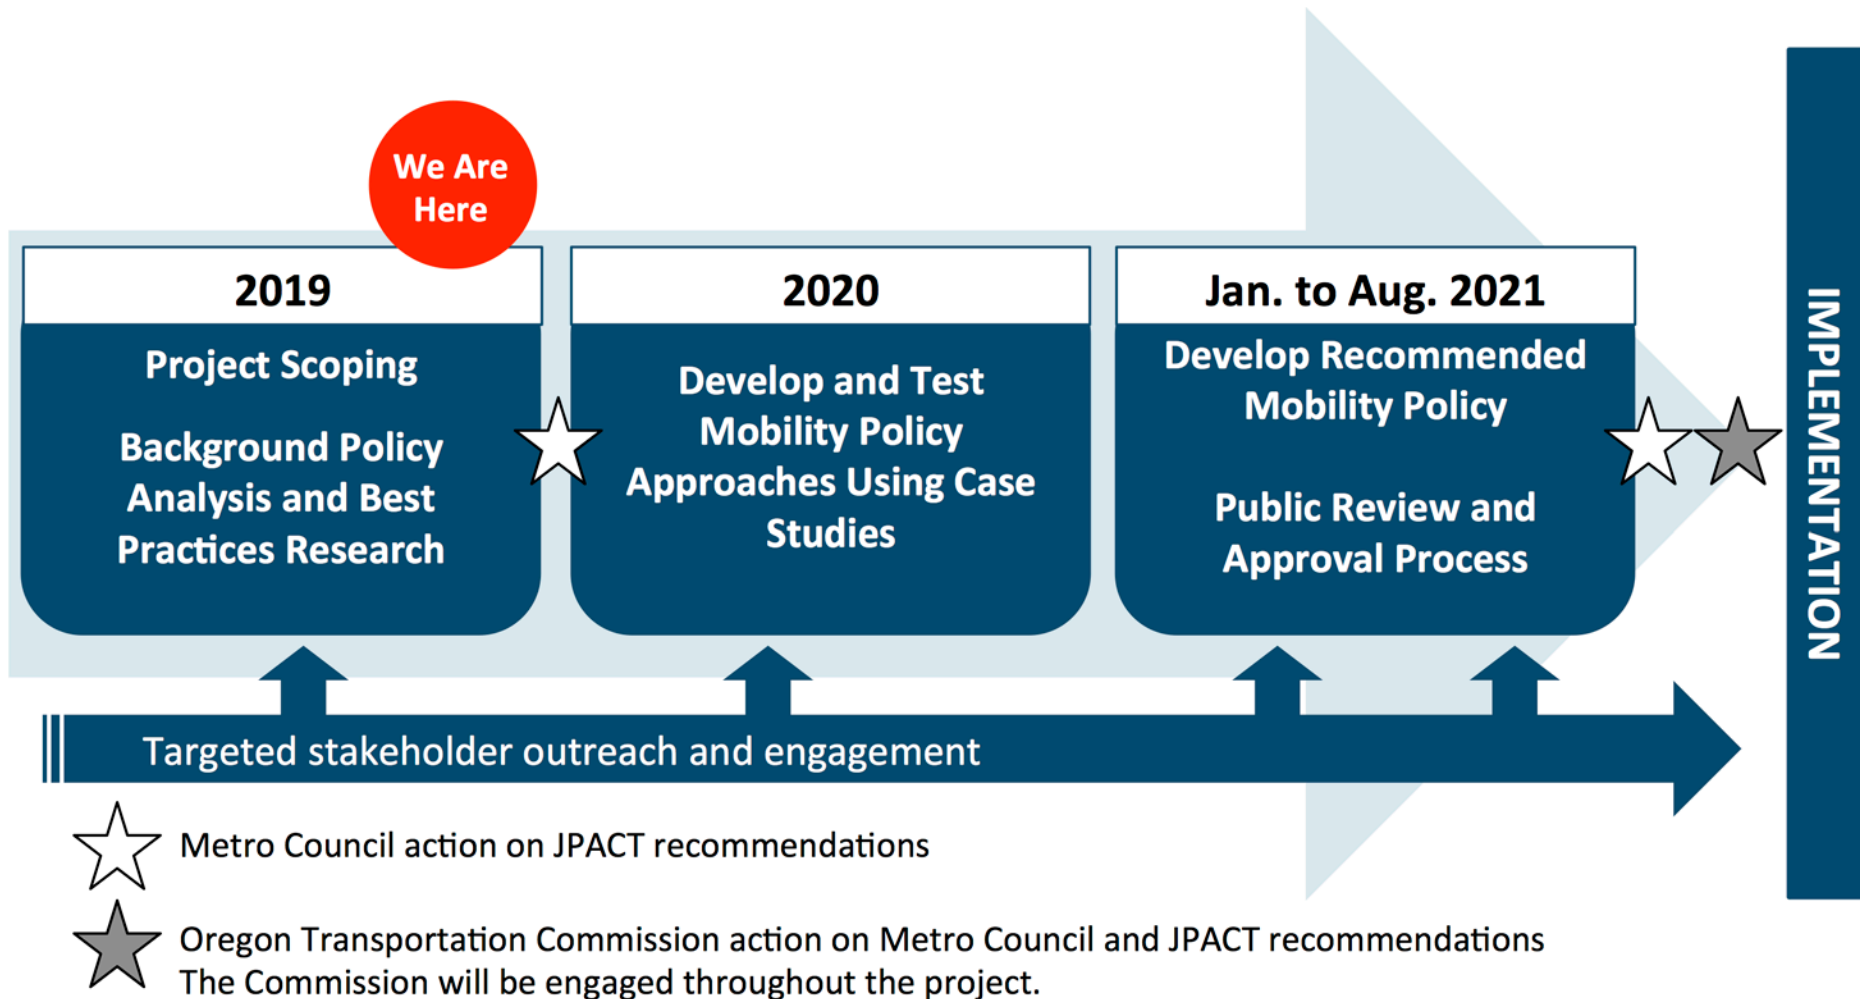 We Are
Here
2019
Project Scoping
Background Policy
Analysis and Best
Practices Research
2020
Develop and Test
Mobility Policy
Approaches Using Case
Studies
Jan. to Aug. 2021
Develop Recommended
Mobility Policy
Public Review and
Approval Process
IMPLEMENTATION
Targeted stakeholder outreach and engagement
Metro Council action on JPACT recommendations
Oregon Transportation Commission action on Metro Council and JPACT recommendations
The Commission will be engaged throughout the project.